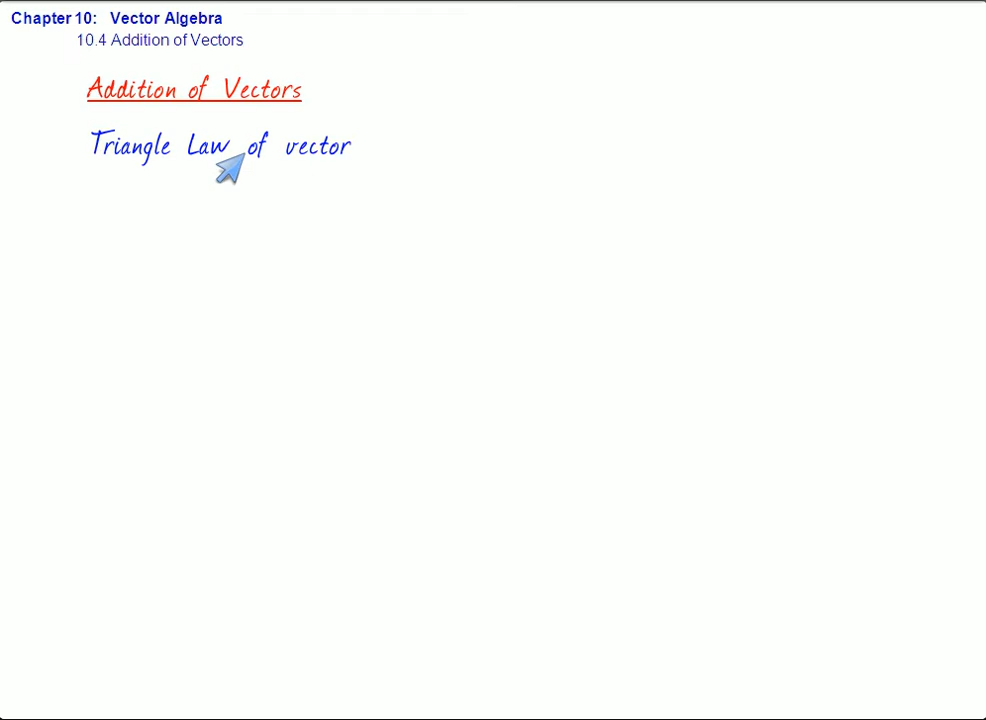 Chapter 10: Vector Algebra
10.4 Addition of Vectors
Addition of Vectors
Triangle Law of vector